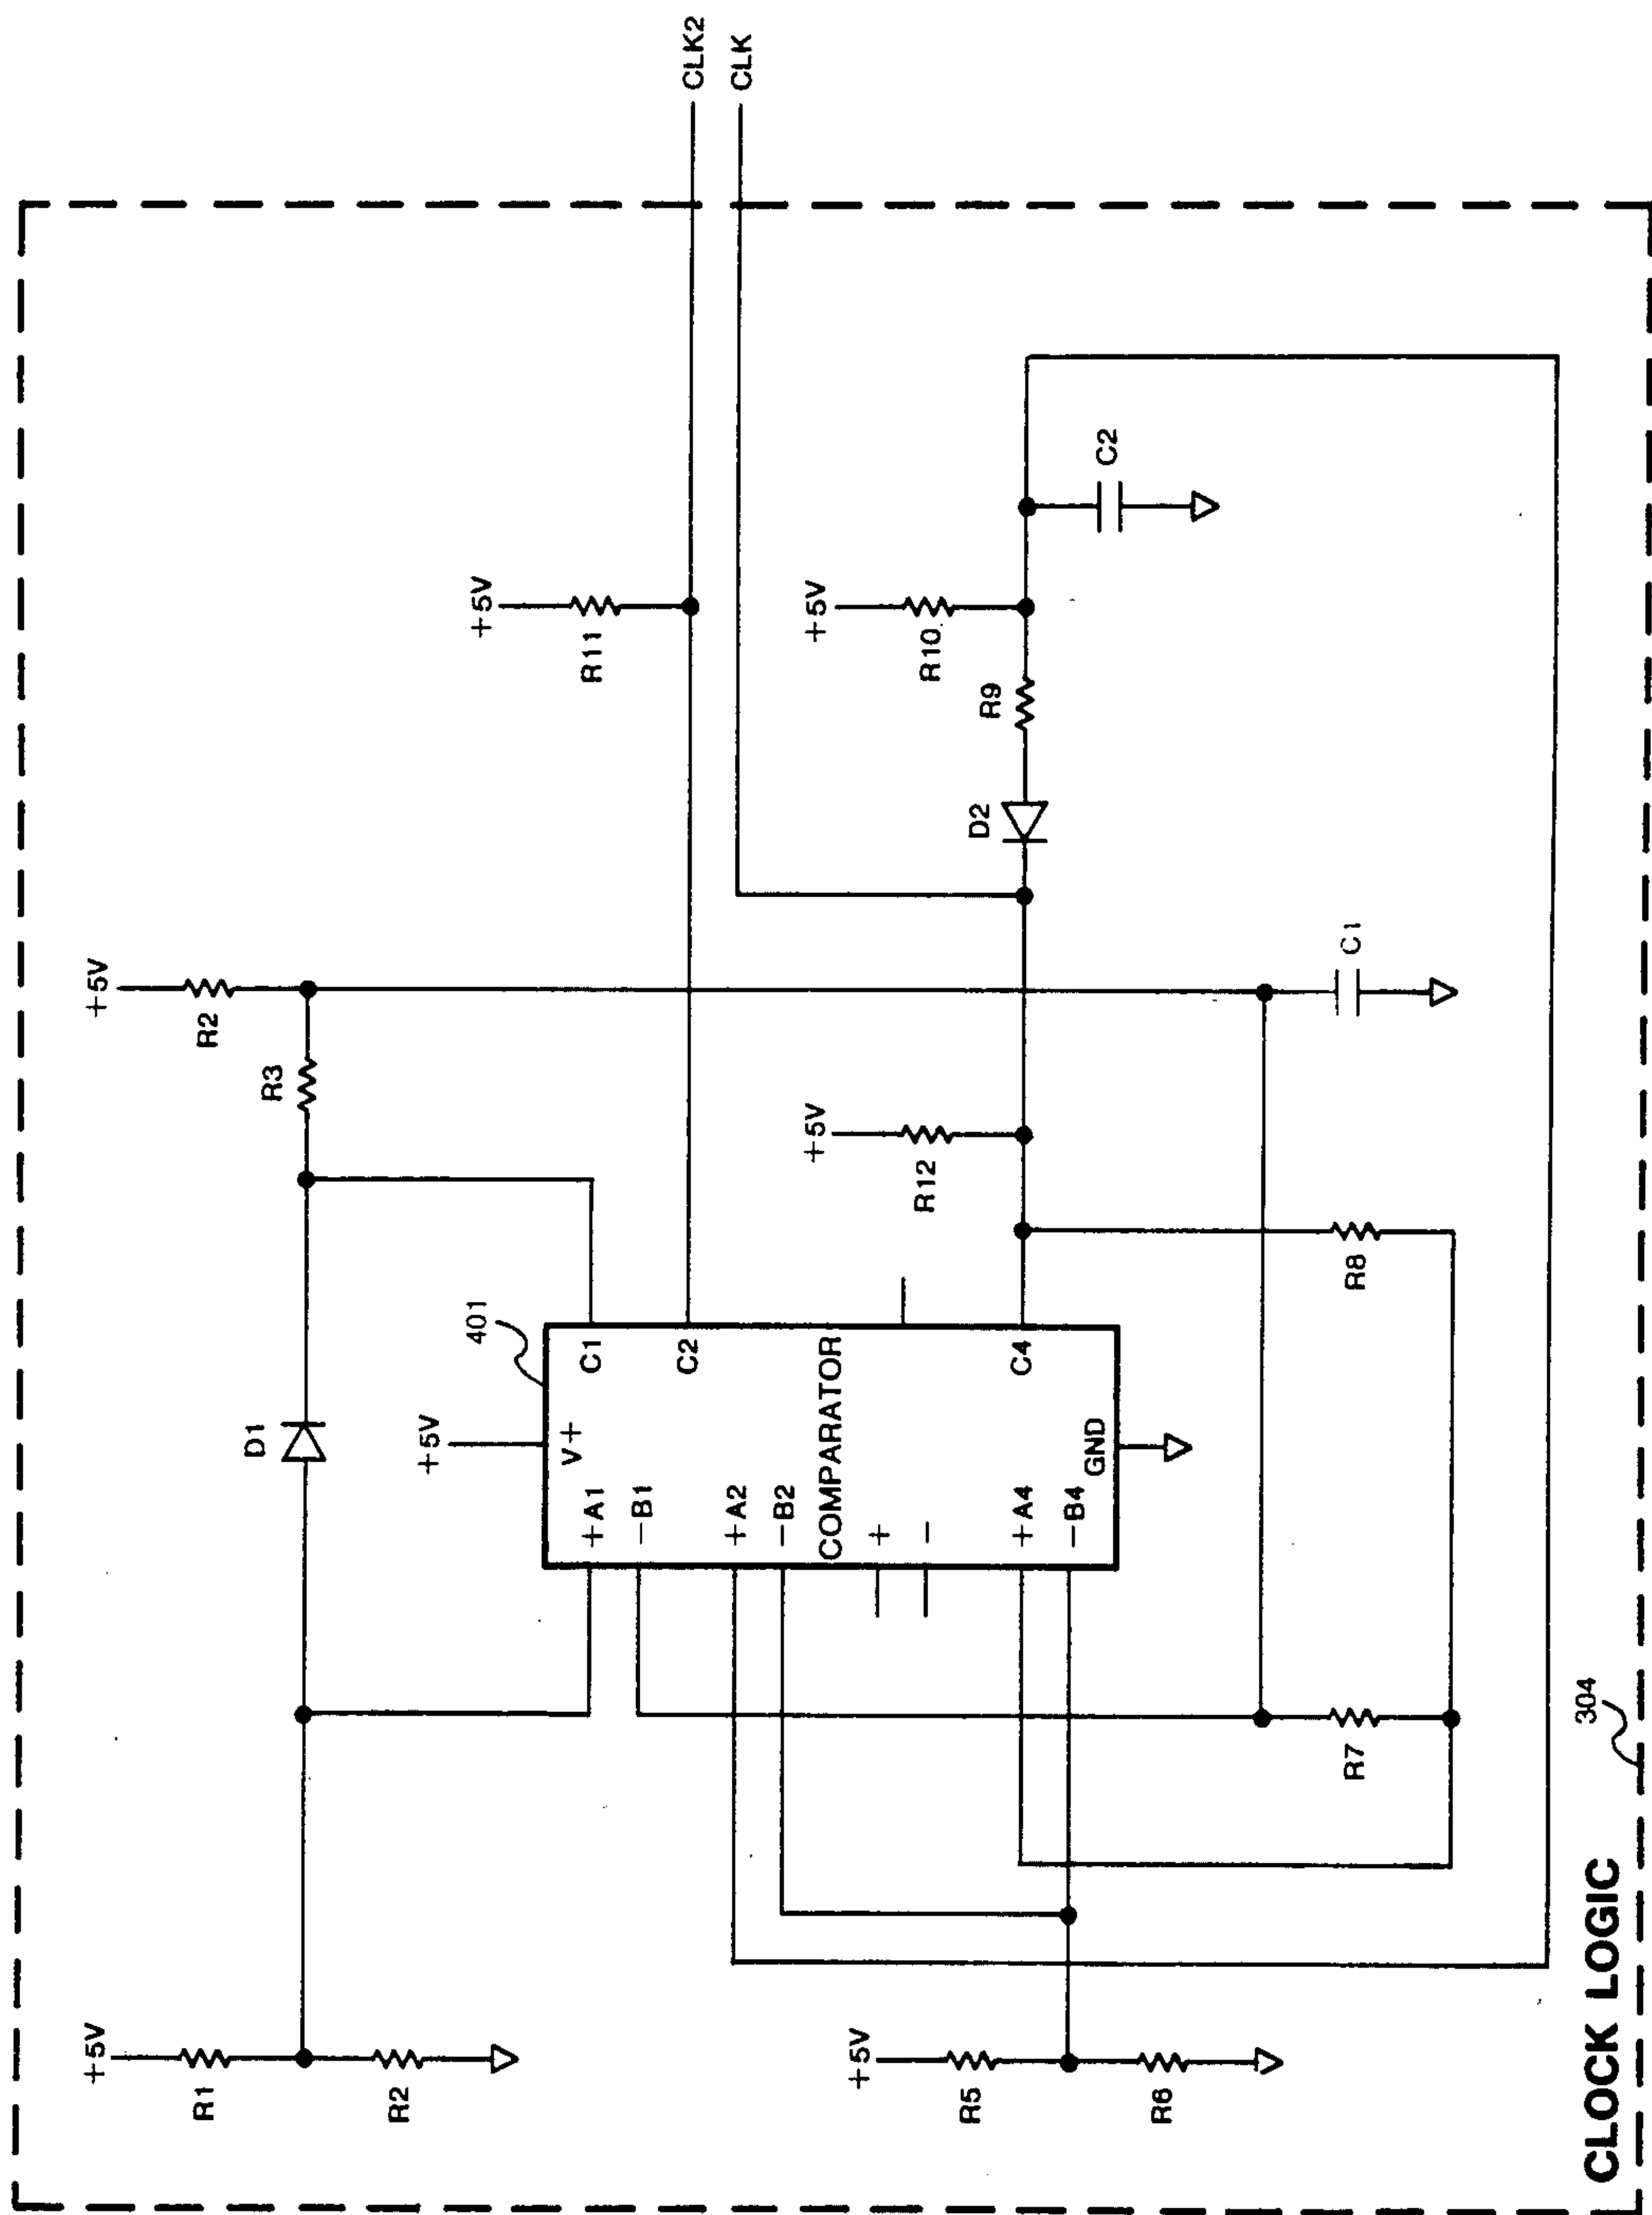 +5V
R2
R3
D1
+5V
R1
R2
+5V
R11
CLK2
CLK
401
+5V
V+
+A1
-B1
+A2
-B2
COMPARATOR
+
-
+A4
-B4
GND
C1
C2
C4
+5V
R12
+5V
R10
R9
D2
C2
C1
R8
R7
+5V
R5
R6
CLOCK LOGIC
304